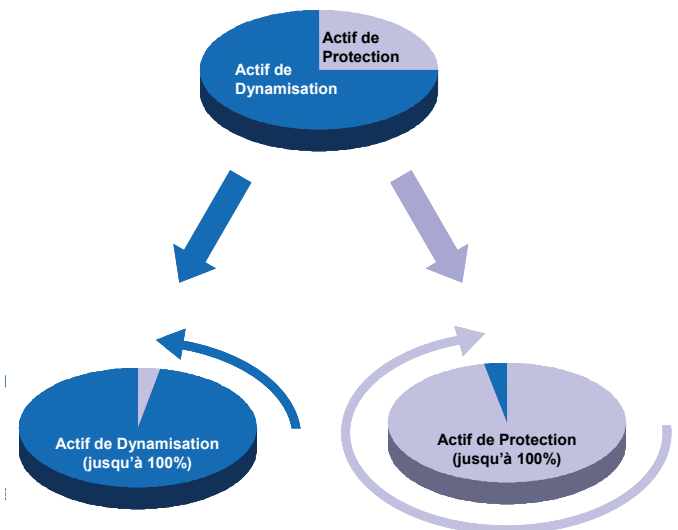 Actif de
Protection
Actif de
Dynamisation
Actif de Dynamisation
(jusqu'à 100%)
Actif de Protection
(jusqu'à 100%)